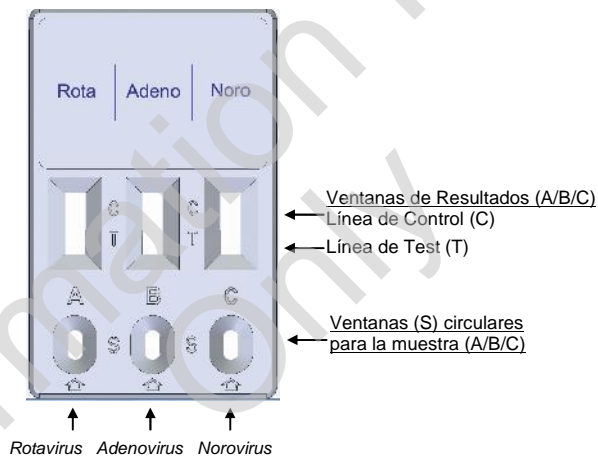 Rota Adeno Noro
C C
Ventanas de Resultados (A/B/C)
Línea de Control (C)
T T
Línea de Test (T)
A B C
S S
Ventanas (S) circulares
para la muestra (A/B/C)
Rotavirus Adenovirus Norovirus